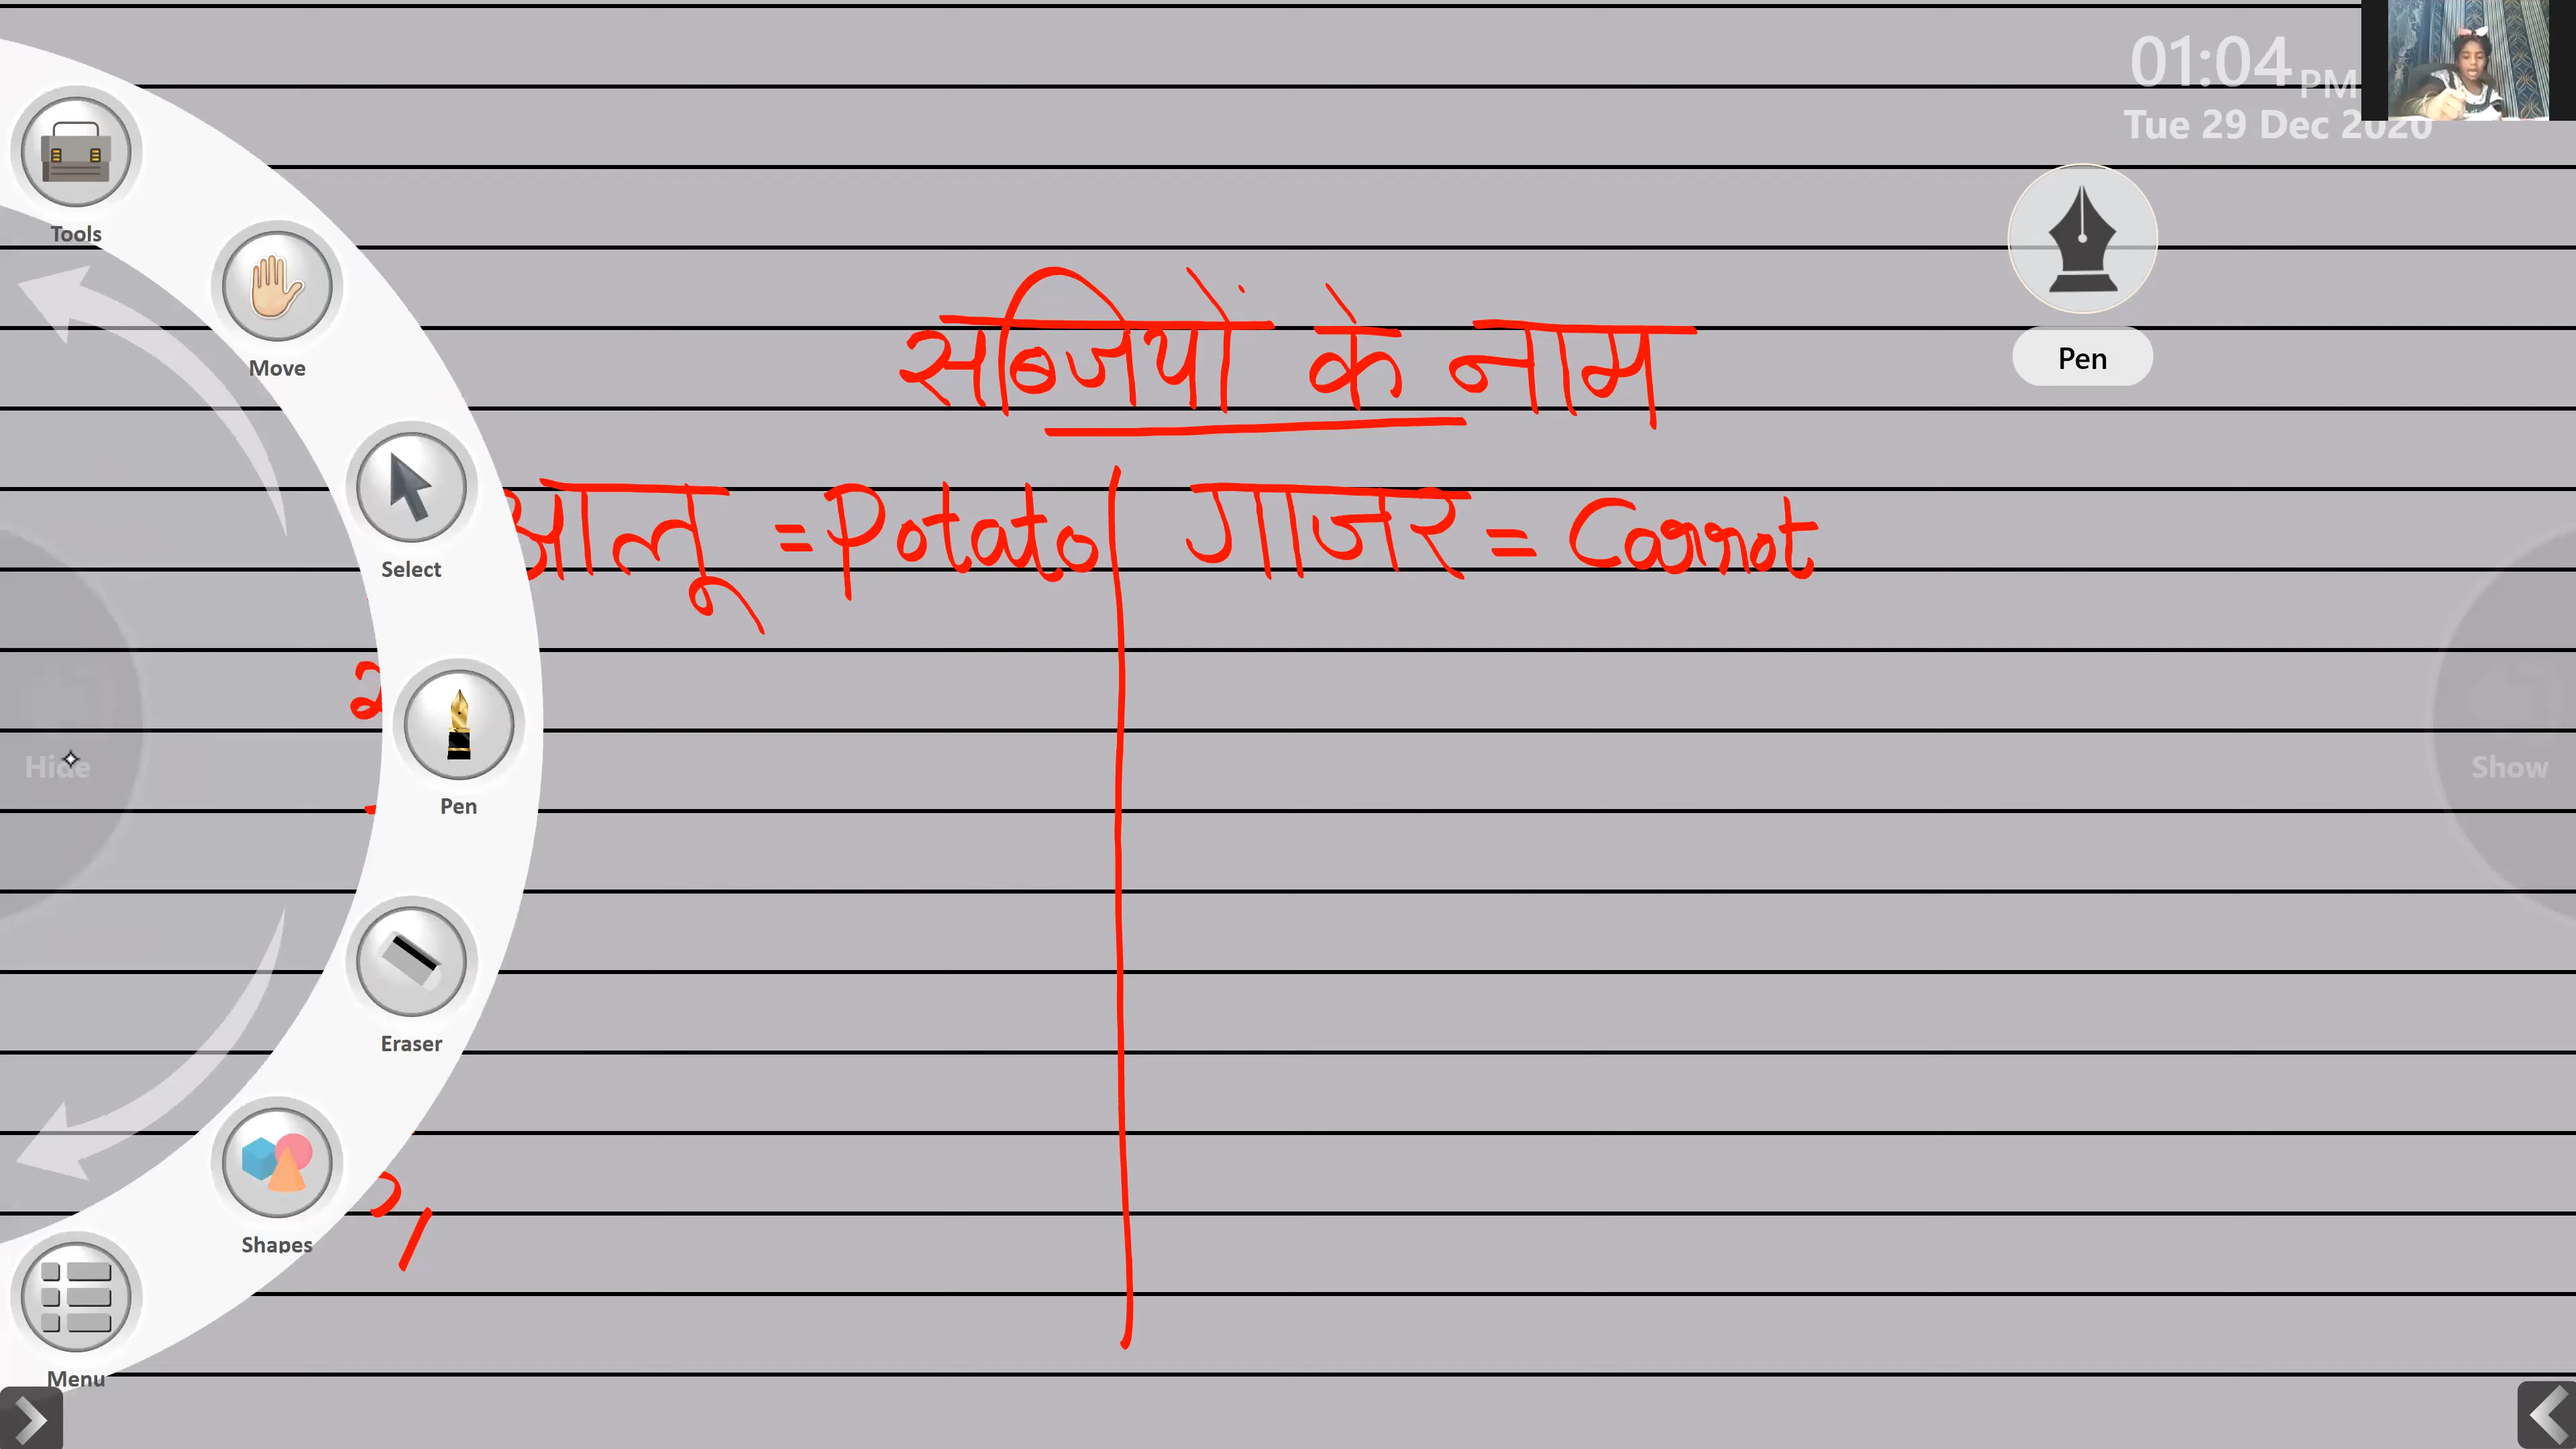 01:04 PM
Tue 29 Dec 2020
Tools
Move
Pen
सब्जियों के नाम
Select
आलू = Potato गाजर = Carrot
2
Hide
Show
Pen
Eraser
Shapes
Menu